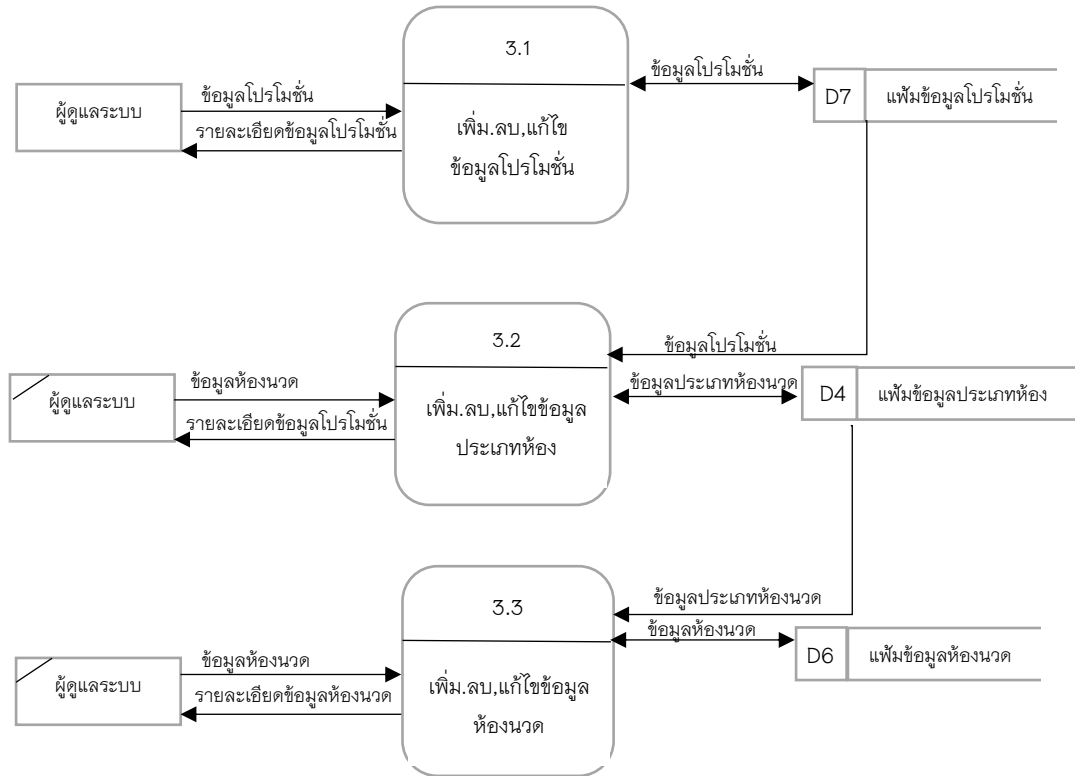 3.1
ข้อมูลโปรโมชั่น
ผู้ดูแลระบบ
ข้อมูลโปรโมชั่น
D7
แฟ้มข้อมูลโปรโมชั่น
รายละเอียดข้อมูลโปรโมชั่น
เพิ่ม.ลบ,แก้ไข
ข้อมูลโปรโมชั่น
3.2
ข้อมูลโปรโมชั่น
ผู้ดูแลระบบ
ข้อมูลห้องนวด
ข้อมูลประเภทห้องนวด
D4
แฟ้มข้อมูลประเภทห้อง
รายละเอียดข้อมูลโปรโมชั่น
เพิ่ม.ลบ,แก้ไขข้อมูล
ประเภทห้อง
3.3
ข้อมูลประเภทห้องนวด
ข้อมูลห้องนวด
D6
แฟ้มข้อมูลห้องนวด
ผู้ดูแลระบบ
ข้อมูลห้องนวด
รายละเอียดข้อมูลห้องนวด
เพิ่ม.ลบ,แก้ไขข้อมูล
ห้องนวด